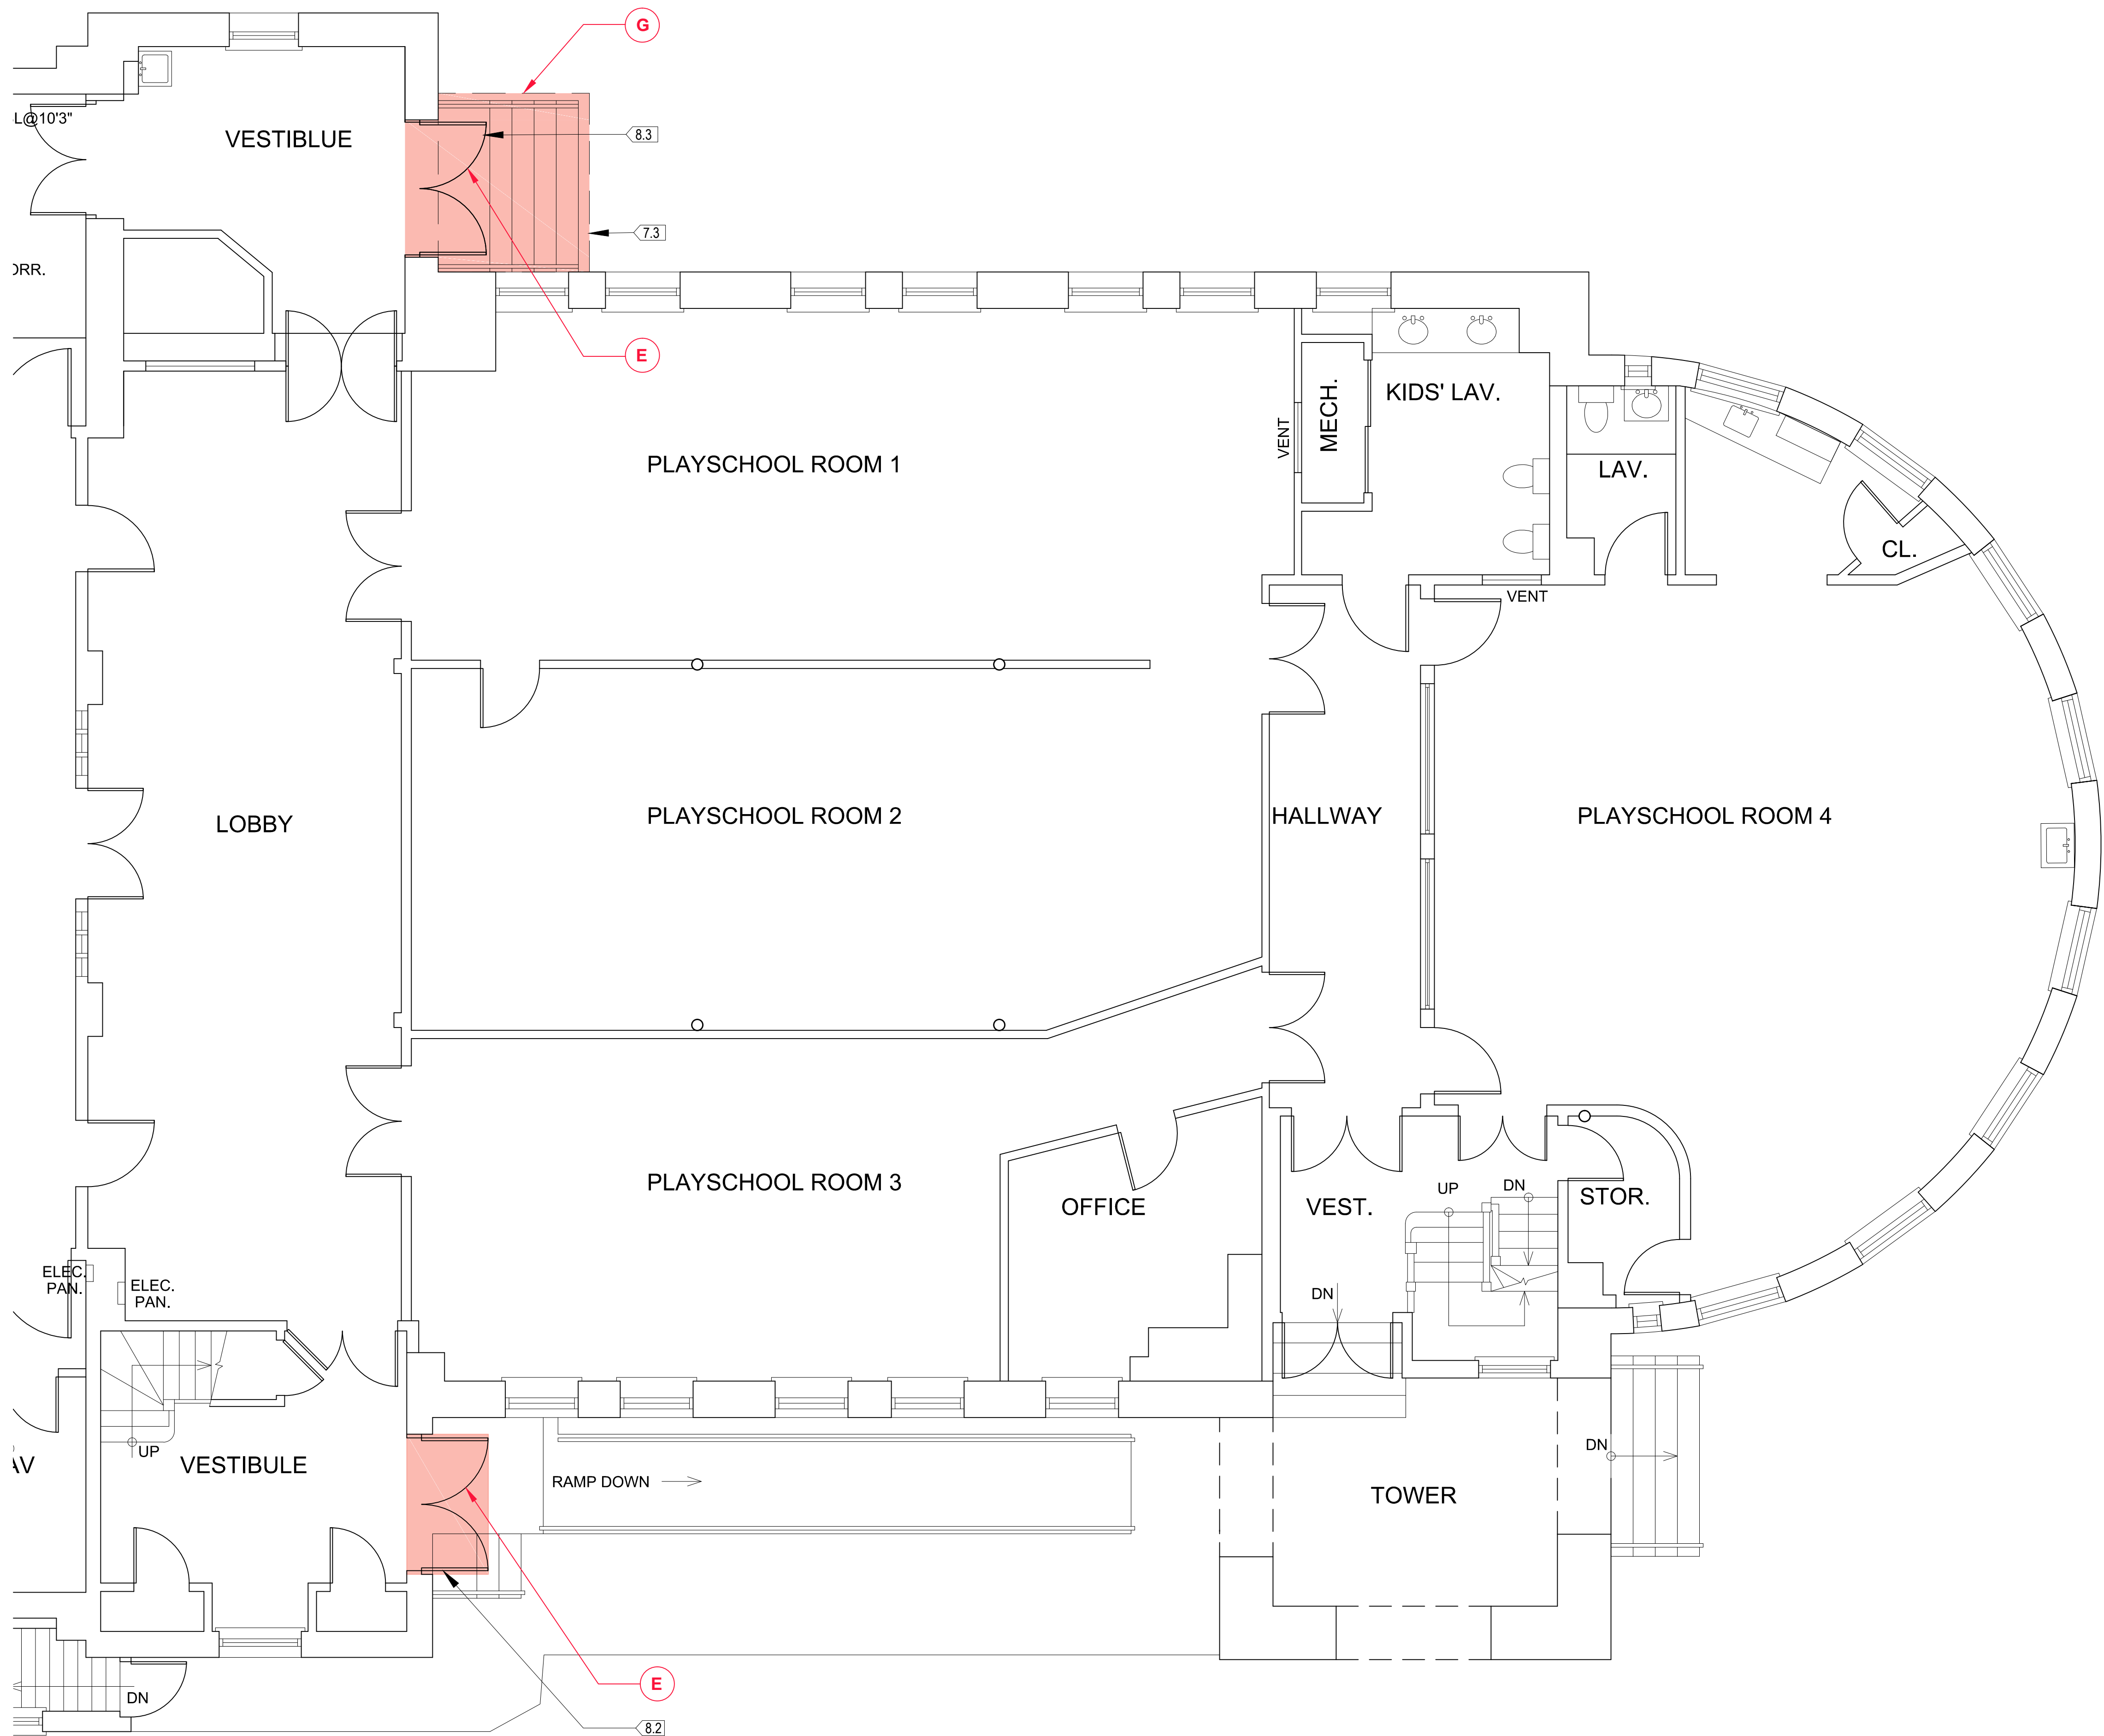 G
L@10'3"
VESTIBLUE
8.3
7.3
ORR.
E
MECH.
KIDS' LAV.
VENT
PLAYSCHOOL ROOM 1
LAV.
CL.
VENT
LOBBY
PLAYSCHOOL ROOM 2
HALLWAY
PLAYSCHOOL ROOM 4
PLAYSCHOOL ROOM 3
OFFICE
VEST.
UP
DN
STOR.
ELEC.
PAN.
ELEC.
PAN.
DN
UP
VESTIBULE
AV
RAMP DOWN
TOWER
DN
E
DN
8.2